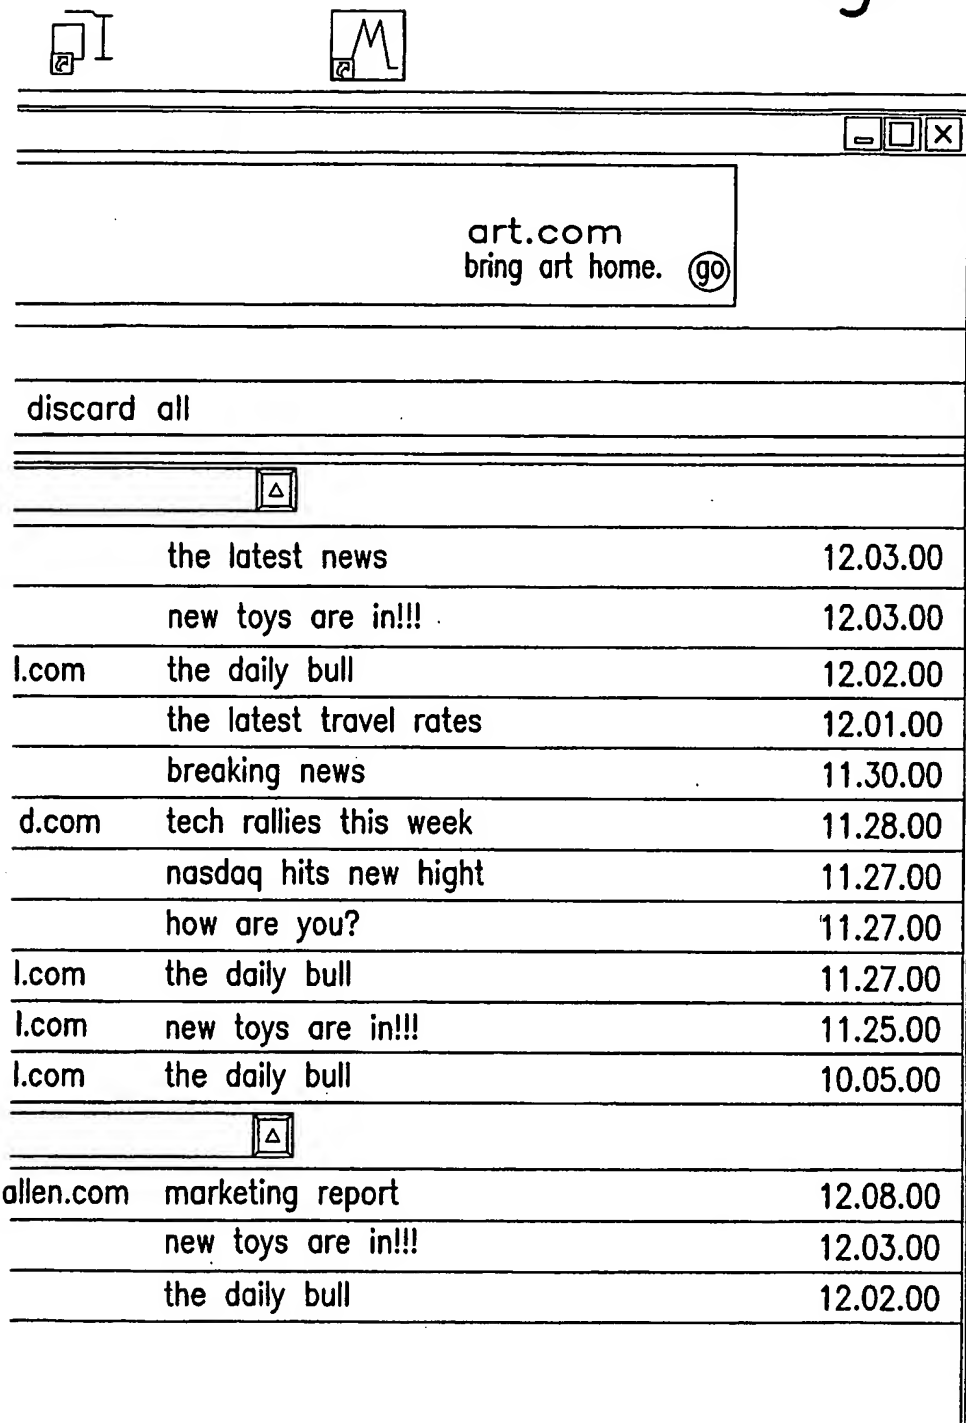 art.com
bring art home. go
discard all
the latest news 12.03.00
new toys are in!!! 12.03.00
l.com the daily bull 12.02.00
the latest travel rates 12.01.00
breaking news 11.30.00
d.com tech rallies this week 11.28.00
nasdaq hits new hight 11.27.00
how are you? 11.27.00
l.com the daily bull 11.27.00
l.com new toys are in!!! 11.25.00
l.com the daily bull 10.05.00
allen.com marketing report 12.08.00
new toys are in!!! 12.03.00
the daily bull 12.02.00